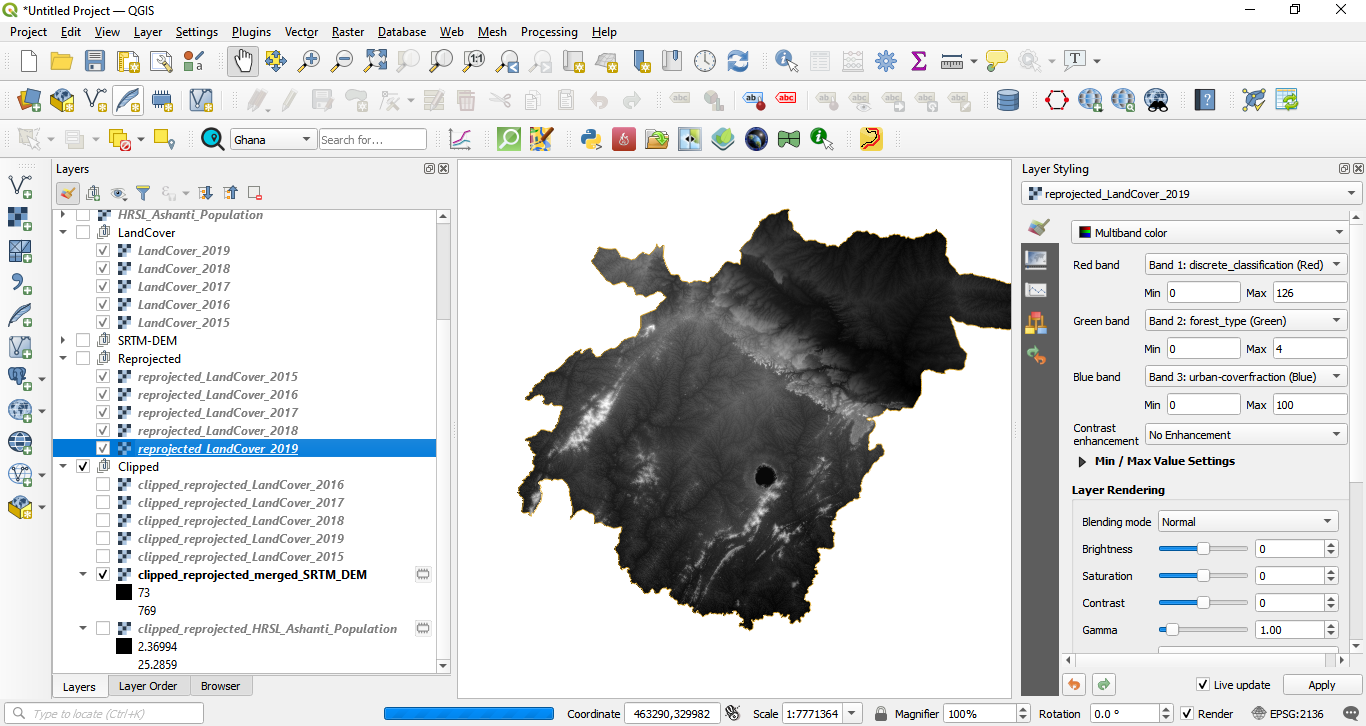 *Untitled Project — QGIS
Project Edit View Layer Settings Plugins Vector Raster Database Web Mesh Processing Help
Ghana Search for...
Layers
HRSL_Ashanti_Population
LandCover
LandCover_2019
LandCover_2018
LandCover_2017
LandCover_2016
LandCover_2015
SRTM-DEM
Reprojected
reprojected_LandCover_2015
reprojected_LandCover_2016
reprojected_LandCover_2017
reprojected_LandCover_2018
reprojected_LandCover_2019
Clipped
clipped_reprojected_LandCover_2016
clipped_reprojected_LandCover_2017
clipped_reprojected_LandCover_2018
clipped_reprojected_LandCover_2019
clipped_reprojected_LandCover_2015
clipped_reprojected_merged_SRTM_DEM
73
769
clipped_reprojected_HRSL_Ashanti_Population
2.36994
25.2859
Layers Layer Order Browser
Layer Styling
reprojected_LandCover_2019
Multiband color
Red band Band 1: discrete_classification (Red)
Min 0 Max 126
Green band Band 2: forest_type (Green)
Min 0 Max 4
Blue band Band 3: urban-coverfraction (Blue)
Min 0 Max 100
Contrast enhancement No Enhancement
Min / Max Value Settings
Layer Rendering
Blending mode Normal
Brightness 0
Saturation 0
Contrast 0
Gamma 1.00
Live update Apply
Type to locate (Ctrl+K) Coordinate 463290,329982 Scale 1:7771364 Magnifier 100% Rotation 0.0 ° Render EPSG:2136